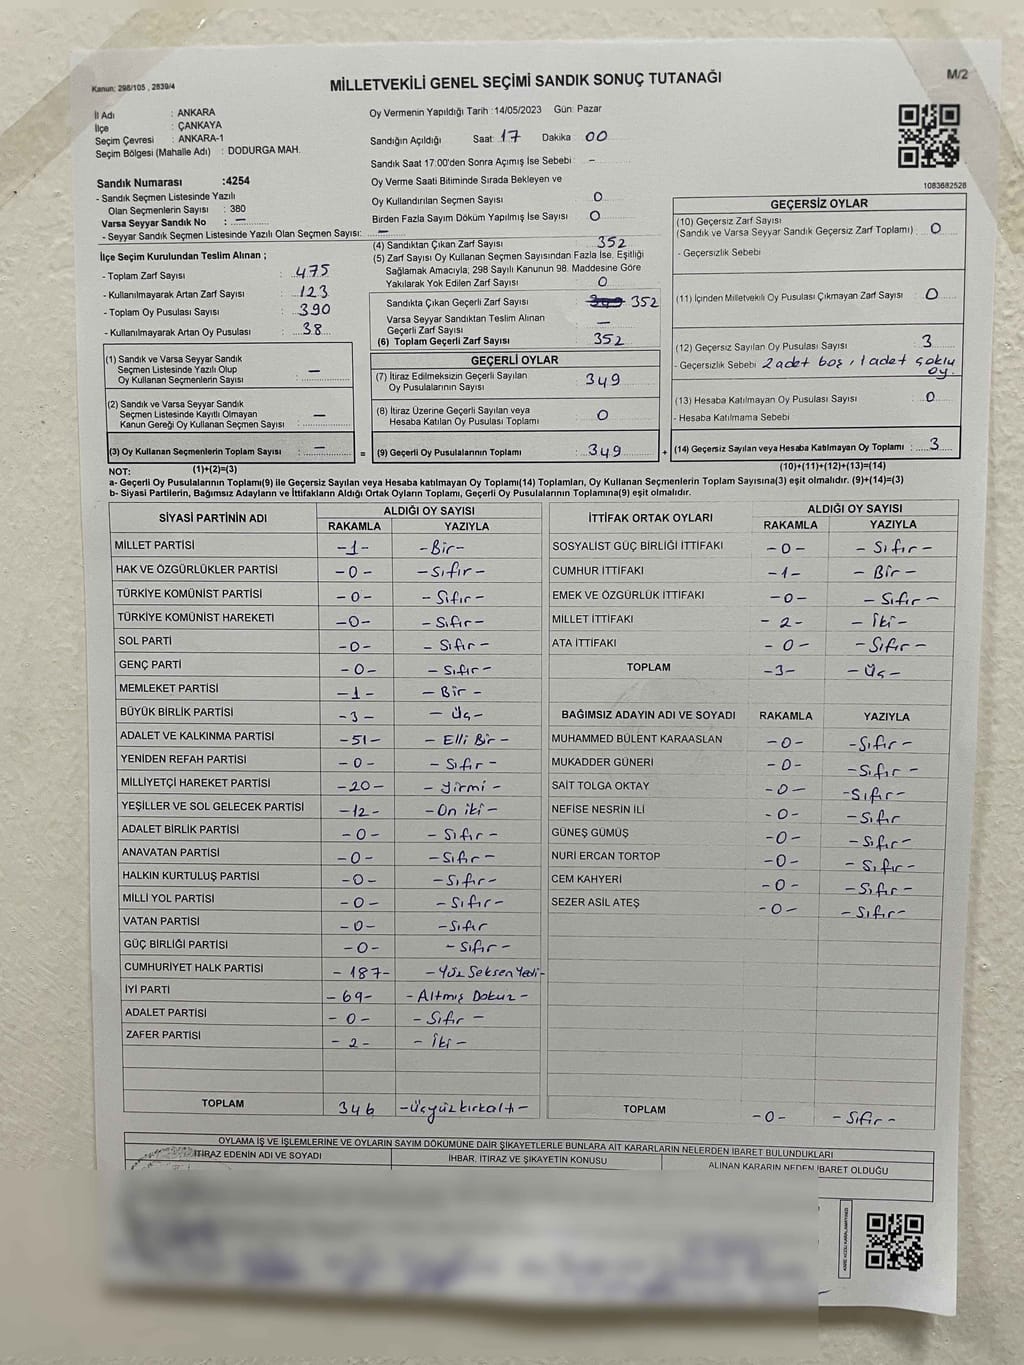 Kanun; 298/105 , 2839/4
MİLLETVEKİLİ GENEL SEÇİMİ SANDIK SONUÇ TUTANAĞI
M/2
İl Adı : ANKARA
İlçe : ÇANKAYA
Seçim Çevresi : ANKARA-1
Seçim Bölgesi (Mahalle Adı) : DODURGA MAH.
Sandık Numarası :4254
- Sandık Seçmen Listesinde Yazılı
Olan Seçmenlerin Sayısı : 380
Varsa Seyyar Sandık No : —
- Seyyar Sandık Seçmen Listesinde Yazılı Olan Seçmen Sayısı: —
İlçe Seçim Kurulundan Teslim Alınan ;
- Toplam Zarf Sayısı : 475
- Kullanılmayarak Artan Zarf Sayısı : 123
- Toplam Oy Pusulası Sayısı : 390
- Kullanılmayarak Artan Oy Pusulası : 38
(1) Sandık ve Varsa Seyyar Sandık
Seçmen Listesinde Yazılı Olup
Oy Kullanan Seçmenlerin Sayısı : —
(2) Sandık ve Varsa Seyyar Sandık
Seçmen Listesinde Kayıtlı Olmayan
Kanun Gereği Oy Kullanan Seçmen Sayısı : —
(3) Oy Kullanan Seçmenlerin Toplam Sayısı : —
Oy Vermenin Yapıldığı Tarih :14/05/2023 Gün: Pazar
Sandığın Açıldığı Saat: 17 Dakika : 00
Sandık Saat 17:00'den Sonra Açımış İse Sebebi : -
Oy Verme Saati Bitiminde Sırada Bekleyen ve
Oy Kullandırılan Seçmen Sayısı : 0
Birden Fazla Sayım Döküm Yapılmış İse Sayısı : 0
(4) Sandıktan Çıkan Zarf Sayısı : 352
(5) Zarf Sayısı Oy Kullanan Seçmen Sayısından Fazla İse, Eşitliği
Sağlamak Amacıyla; 298 Sayılı Kanunun 98. Maddesine Göre
Yakılarak Yok Edilen Zarf Sayısı : 0
Sandıkta Çıkan Geçerli Zarf Sayısı : 349 352
Varsa Seyyar Sandıktan Teslim Alınan
Geçerli Zarf Sayısı : —
(6) Toplam Geçerli Zarf Sayısı : 352
GEÇERLİ OYLAR
(7) İtiraz Edilmeksizin Geçerli Sayılan
Oy Pusulalarının Sayısı : 349
(8) İtiraz Üzerine Geçerli Sayılan veya
Hesaba Katılan Oy Pusulası Toplamı : 0
= (9) Geçerli Oy Pusulalarının Toplamı : 349 +
1083682528
GEÇERSİZ OYLAR
(10) Geçersiz Zarf Sayısı
(Sandık ve Varsa Seyyar Sandık Geçersiz Zarf Toplamı) : 0
- Geçersizlik Sebebi
(11) İçinden Milletvekili Oy Pusulası Çıkmayan Zarf Sayısı : 0
(12) Geçersiz Sayılan Oy Pusulası Sayısı : 3
- Geçersizlik Sebebi 2 adet boş, 1 adet çoklu
oy.
(13) Hesaba Katılmayan Oy Pusulası Sayısı : 0
- Hesaba Katılmama Sebebi
(14) Geçersiz Sayılan veya Hesaba Katılmayan Oy Toplamı : 3
NOT: (1)+(2)=(3) (10)+(11)+(12)+(13)=(14)
a- Geçerli Oy Pusulasının Toplamı(9) ile Geçersiz Sayılan veya Hesaba katılmayan Oy Toplamı(14) Toplamları, Oy Kullanan Seçmenlerin Toplam Sayısına(3) eşit olmalıdır. (9)+(14)=(3)
b- Siyasi Partilerin, Bağımsız Adayların ve İttifakların Aldığı Ortak Oyların Toplamı, Geçerli Oy Pusulalarının Toplamına(9) eşit olmalıdır.
SİYASİ PARTİNİN ADI
ALDIĞI OY SAYISI
RAKAMLA YAZIYLA
MİLLET PARTİSİ -1- -Bir-
HAK VE ÖZGÜRLÜKLER PARTİSİ -0- -Sıfır-
TÜRKİYE KOMÜNİST PARTİSİ -0- -Sıfır-
TÜRKİYE KOMÜNİST HAREKETİ -0- -Sıfır-
SOL PARTİ -0- -Sıfır-
GENÇ PARTİ -0- -Sıfır-
MEMLEKET PARTİSİ -1- -Bir-
BÜYÜK BİRLİK PARTİSİ -3- -Üç-
ADALET VE KALKINMA PARTİSİ -51- -Elli Bir-
YENİDEN REFAH PARTİSİ -0- -Sıfır-
MİLLİYETÇİ HAREKET PARTİSİ -20- -Yirmi-
YEŞİLLER VE SOL GELECEK PARTİSİ -12- -On iki-
ADALET BİRLİK PARTİSİ -0- -Sıfır-
ANAVATAN PARTİSİ -0- -Sıfır-
HALKIN KURTULUŞ PARTİSİ -0- -Sıfır-
MİLLİ YOL PARTİSİ -0- -Sıfır-
VATAN PARTİSİ -0- -Sıfır
GÜÇ BİRLİĞİ PARTİSİ -0- -Sıfır-
CUMHURİYET HALK PARTİSİ -187- -Yüz Seksen Yedi-
İYİ PARTİ -69- -Altmış Dokuz-
ADALET PARTİSİ -0- -Sıfır-
ZAFER PARTİSİ -2- -İki-
TOPLAM 346 -Üçyüzkırkaltı-
İTTİFAK ORTAK OYLARI
ALDIĞI OY SAYISI
RAKAMLA YAZIYLA
SOSYALİST GÜÇ BİRLİĞİ İTTİFAKI -0- -Sıfır-
CUMHUR İTTİFAKI -1- -Bir-
EMEK VE ÖZGÜRLÜK İTTİFAKI -0- -Sıfır-
MİLLET İTTİFAKI -2- -İki-
ATA İTTİFAKI -0- -Sıfır-
TOPLAM -3- -Üç-
BAĞIMSIZ ADAYIN ADI VE SOYADI RAKAMLA YAZIYLA
MUHAMMED BÜLENT KARAASLAN -0- -Sıfır-
MUKADDER GÜNERİ -0- -Sıfır-
SAİT TOLGA OKTAY -0- -Sıfır-
NEFİSE NESRİN İLİ -0- -Sıfır
GÜNEŞ GÜMÜŞ -0- -Sıfır-
NURİ ERCAN TORTOP -0- -Sıfır-
CEM KAHYERİ -0- -Sıfır-
SEZER ASİL ATEŞ -0- -Sıfır-
TOPLAM -0- -Sıfır-
OYLAMA İŞ VE İŞLEMLERİNE VE OYLARIN SAYIM DÖKÜMÜNE DAİR ŞİKAYETLERLE BUNLARA AİT KARARLARIN NELERDEN İBARET BULUNDUKLARI
İTİRAZ EDENİN ADI VE SOYADI
İHBAR, İTİRAZ VE ŞİKAYETİN KONUSU
ALINAN KARARIN NEDEN İBARET OLDUĞU